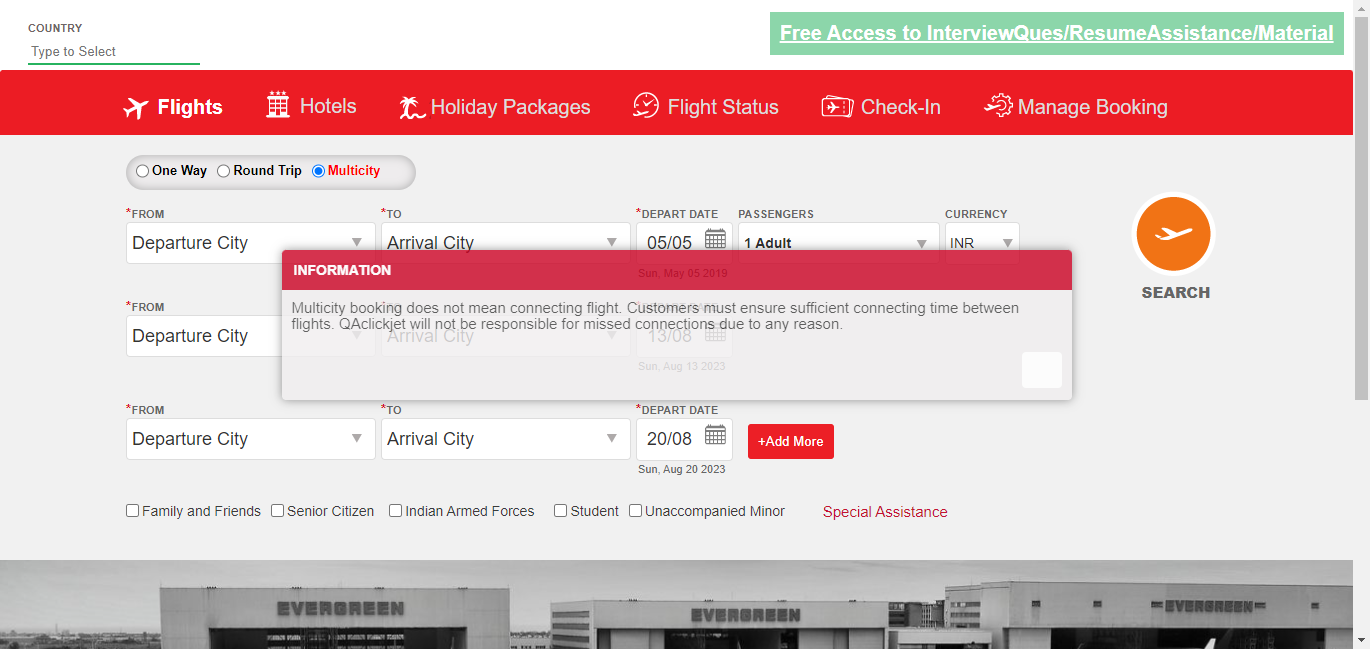 COUNTRY
Type to Select
Free Access to InterviewQues/ResumeAssistance/Material
Flights
Hotels
Holiday Packages
Flight Status
Check-In
Manage Booking
One Way
Round Trip
Multicity
*FROM
*TO
*DEPART DATE
PASSENGERS
CURRENCY
Departure City
Arrival City
05/05
1 Adult
INR
Sun, May 05 2019
SEARCH
INFORMATION
Multicity booking does not mean connecting flight. Customers must ensure sufficient connecting time between
flights. QAclickjet will not be responsible for missed connections due to any reason.
*FROM
*TO
*DEPART DATE
Departure City
Arrival City
13/08
Sun, Aug 13 2023
*FROM
*TO
*DEPART DATE
Departure City
Arrival City
20/08
+Add More
Sun, Aug 20 2023
Family and Friends
Senior Citizen
Indian Armed Forces
Student
Unaccompanied Minor
Special Assistance
EVERGREEN
EVERGREEN
EVERGREEN